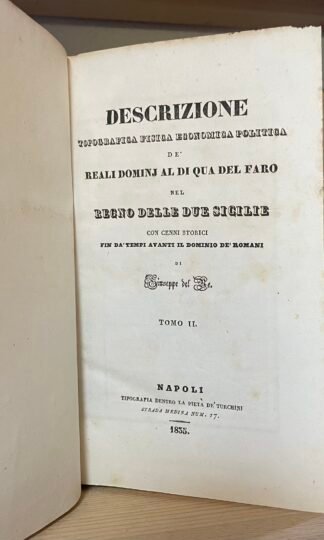 DESCRIZIONE
TOPOGRAFICA FISICA ECONOMICA POLITICA
DE'
REALI DOMINJ AL DI QUA DEL FARO
NEL
REGNO DELLE DUE SICILIE
CON CENNI STORICI
FIN DA' TEMPI AVANTI IL DOMINIO DE' ROMANI
DI
Giuseppe del Re.
TOMO II.
NAPOLI
TIPOGRAFIA DENTRO LA PIETÀ DE' TURCHINI
STRADA MEDINA NUM. 17.
1835.